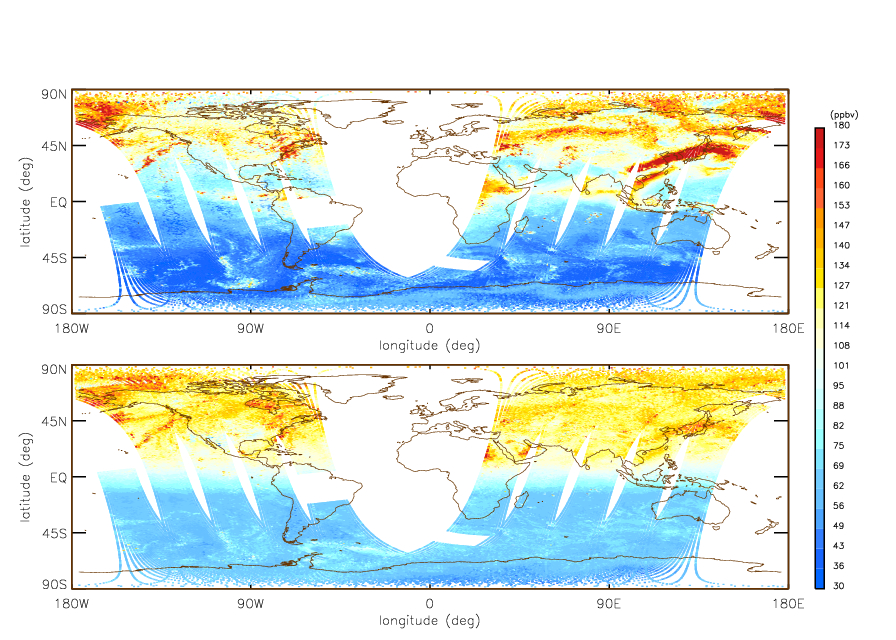 90N
45N
EQ
45S
90S
latitude (deg)
180W 90W 0 90E 180E
longitude (deg)
90N
45N
EQ
45S
90S
latitude (deg)
180W 90W 0 90E 180E
longitude (deg)
(ppbv)
180
173
166
160
153
147
140
134
127
121
114
108
101
95
88
82
75
69
62
56
49
43
36
30